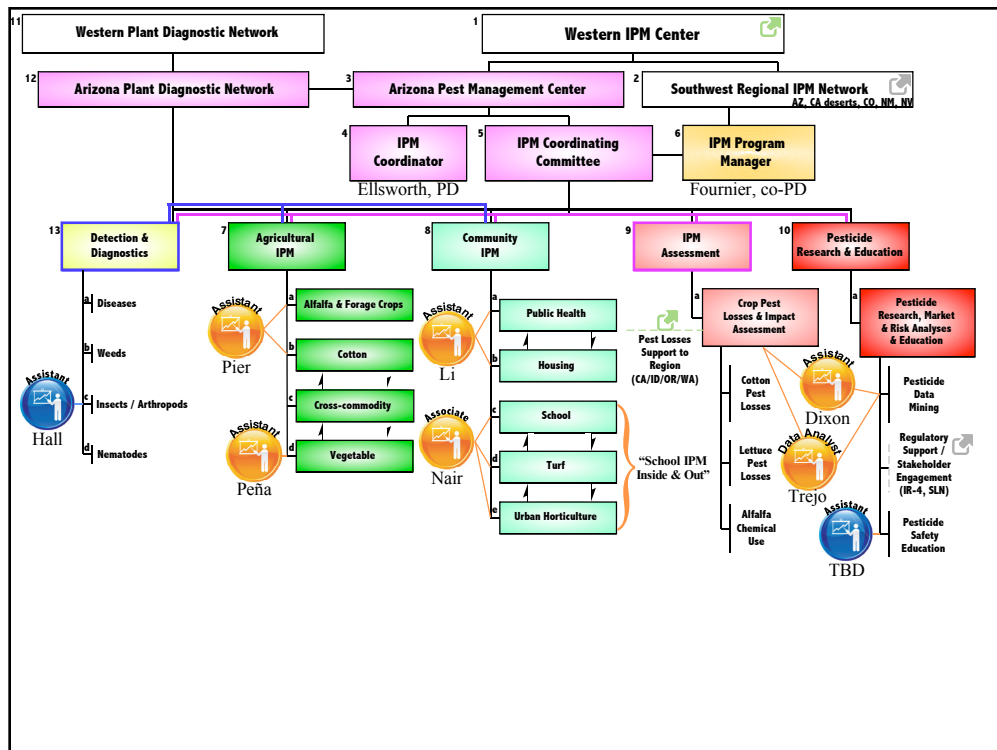 11
Western Plant Diagnostic Network
1
Western IPM Center
12
Arizona Plant Diagnostic Network
3
Arizona Pest Management Center
2
Southwest Regional IPM Network
AZ, CA deserts, CO, NM, NV
4
IPM
Coordinator
Ellsworth, PD
5
IPM Coordinating
Committee
6
IPM Program
Manager
Fournier, co-PD
13
Detection &
Diagnostics
7
Agricultural
IPM
8
Community
IPM
9
IPM
Assessment
10
Pesticide
Research & Education
a
Diseases
b
Weeds
c
Insects / Arthropods
d
Nematodes
Assistant
Hall
a
Alfalfa & Forage Crops
b
Cotton
c
Cross-commodity
d
Vegetable
Assistant
Pier
Assistant
Peña
a
Public Health
b
Housing
c
School
d
Turf
e
Urban Horticulture
Assistant
Li
Associate
Nair
“School IPM
Inside & Out”
a
Crop Pest
Losses & Impact
Assessment
Pest Losses
Support to
Region
(CA/ID/OR/WA)
Cotton
Pest
Losses
Lettuce
Pest
Losses
Alfalfa
Chemical
Use
Assistant
Dixon
Data Analyst
Trejo
Assistant
TBD
a
Pesticide
Research, Market
& Risk Analyses
& Education
Pesticide
Data
Mining
Regulatory
Support /
Stakeholder
Engagement
(IR-4, SLN)
Pesticide
Safety
Education